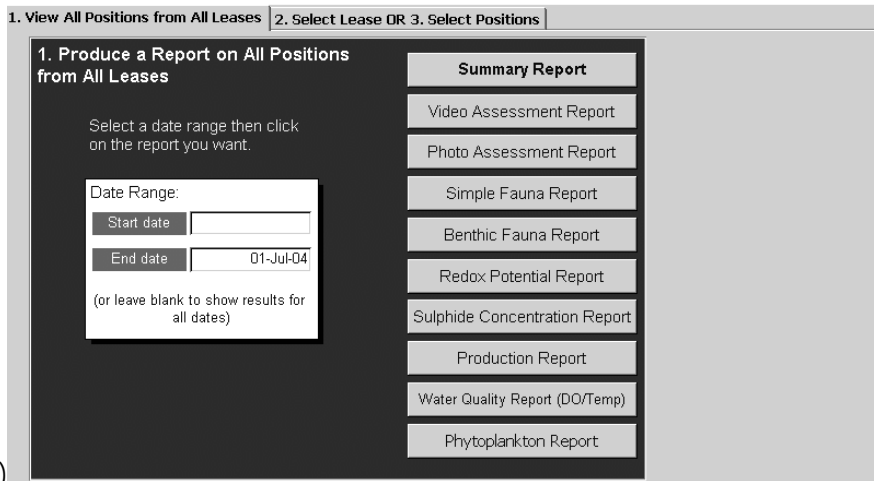 1. View All Positions from All Leases
2. Select Lease OR 3. Select Positions
1. Produce a Report on All Positions
from All Leases
Select a date range then click
on the report you want.
Date Range:
Start date
End date 01-Jul-04
(or leave blank to show results for
all dates)
Summary Report
Video Assessment Report
Photo Assessment Report
Simple Fauna Report
Benthic Fauna Report
Redox Potential Report
Sulphide Concentration Report
Production Report
Water Quality Report (DO/Temp)
Phytoplankton Report
)